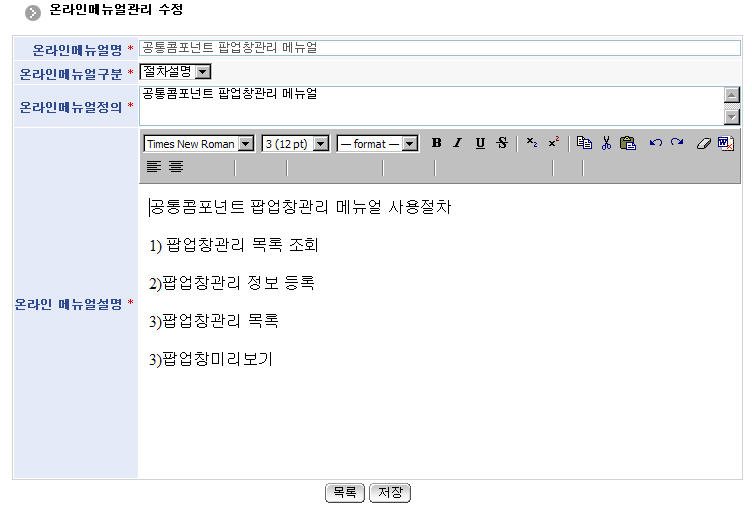 온라인메뉴얼관리 수정
온라인메뉴얼명 * 공통콤포넌트 팝업창관리 메뉴얼
온라인메뉴얼구분 * 절차설명
온라인메뉴얼정의 * 공통콤포넌트 팝업창관리 메뉴얼
Times New Roman 3 (12 pt) — format — B I U S x₂ x²
온라인 메뉴얼설명 *
공통콤포넌트 팝업창관리 메뉴얼 사용절차
1) 팝업창관리 목록 조회
2)팝업창관리 정보 등록
3)팝업창관리 목록
3)팝업창미리보기
목록 저장